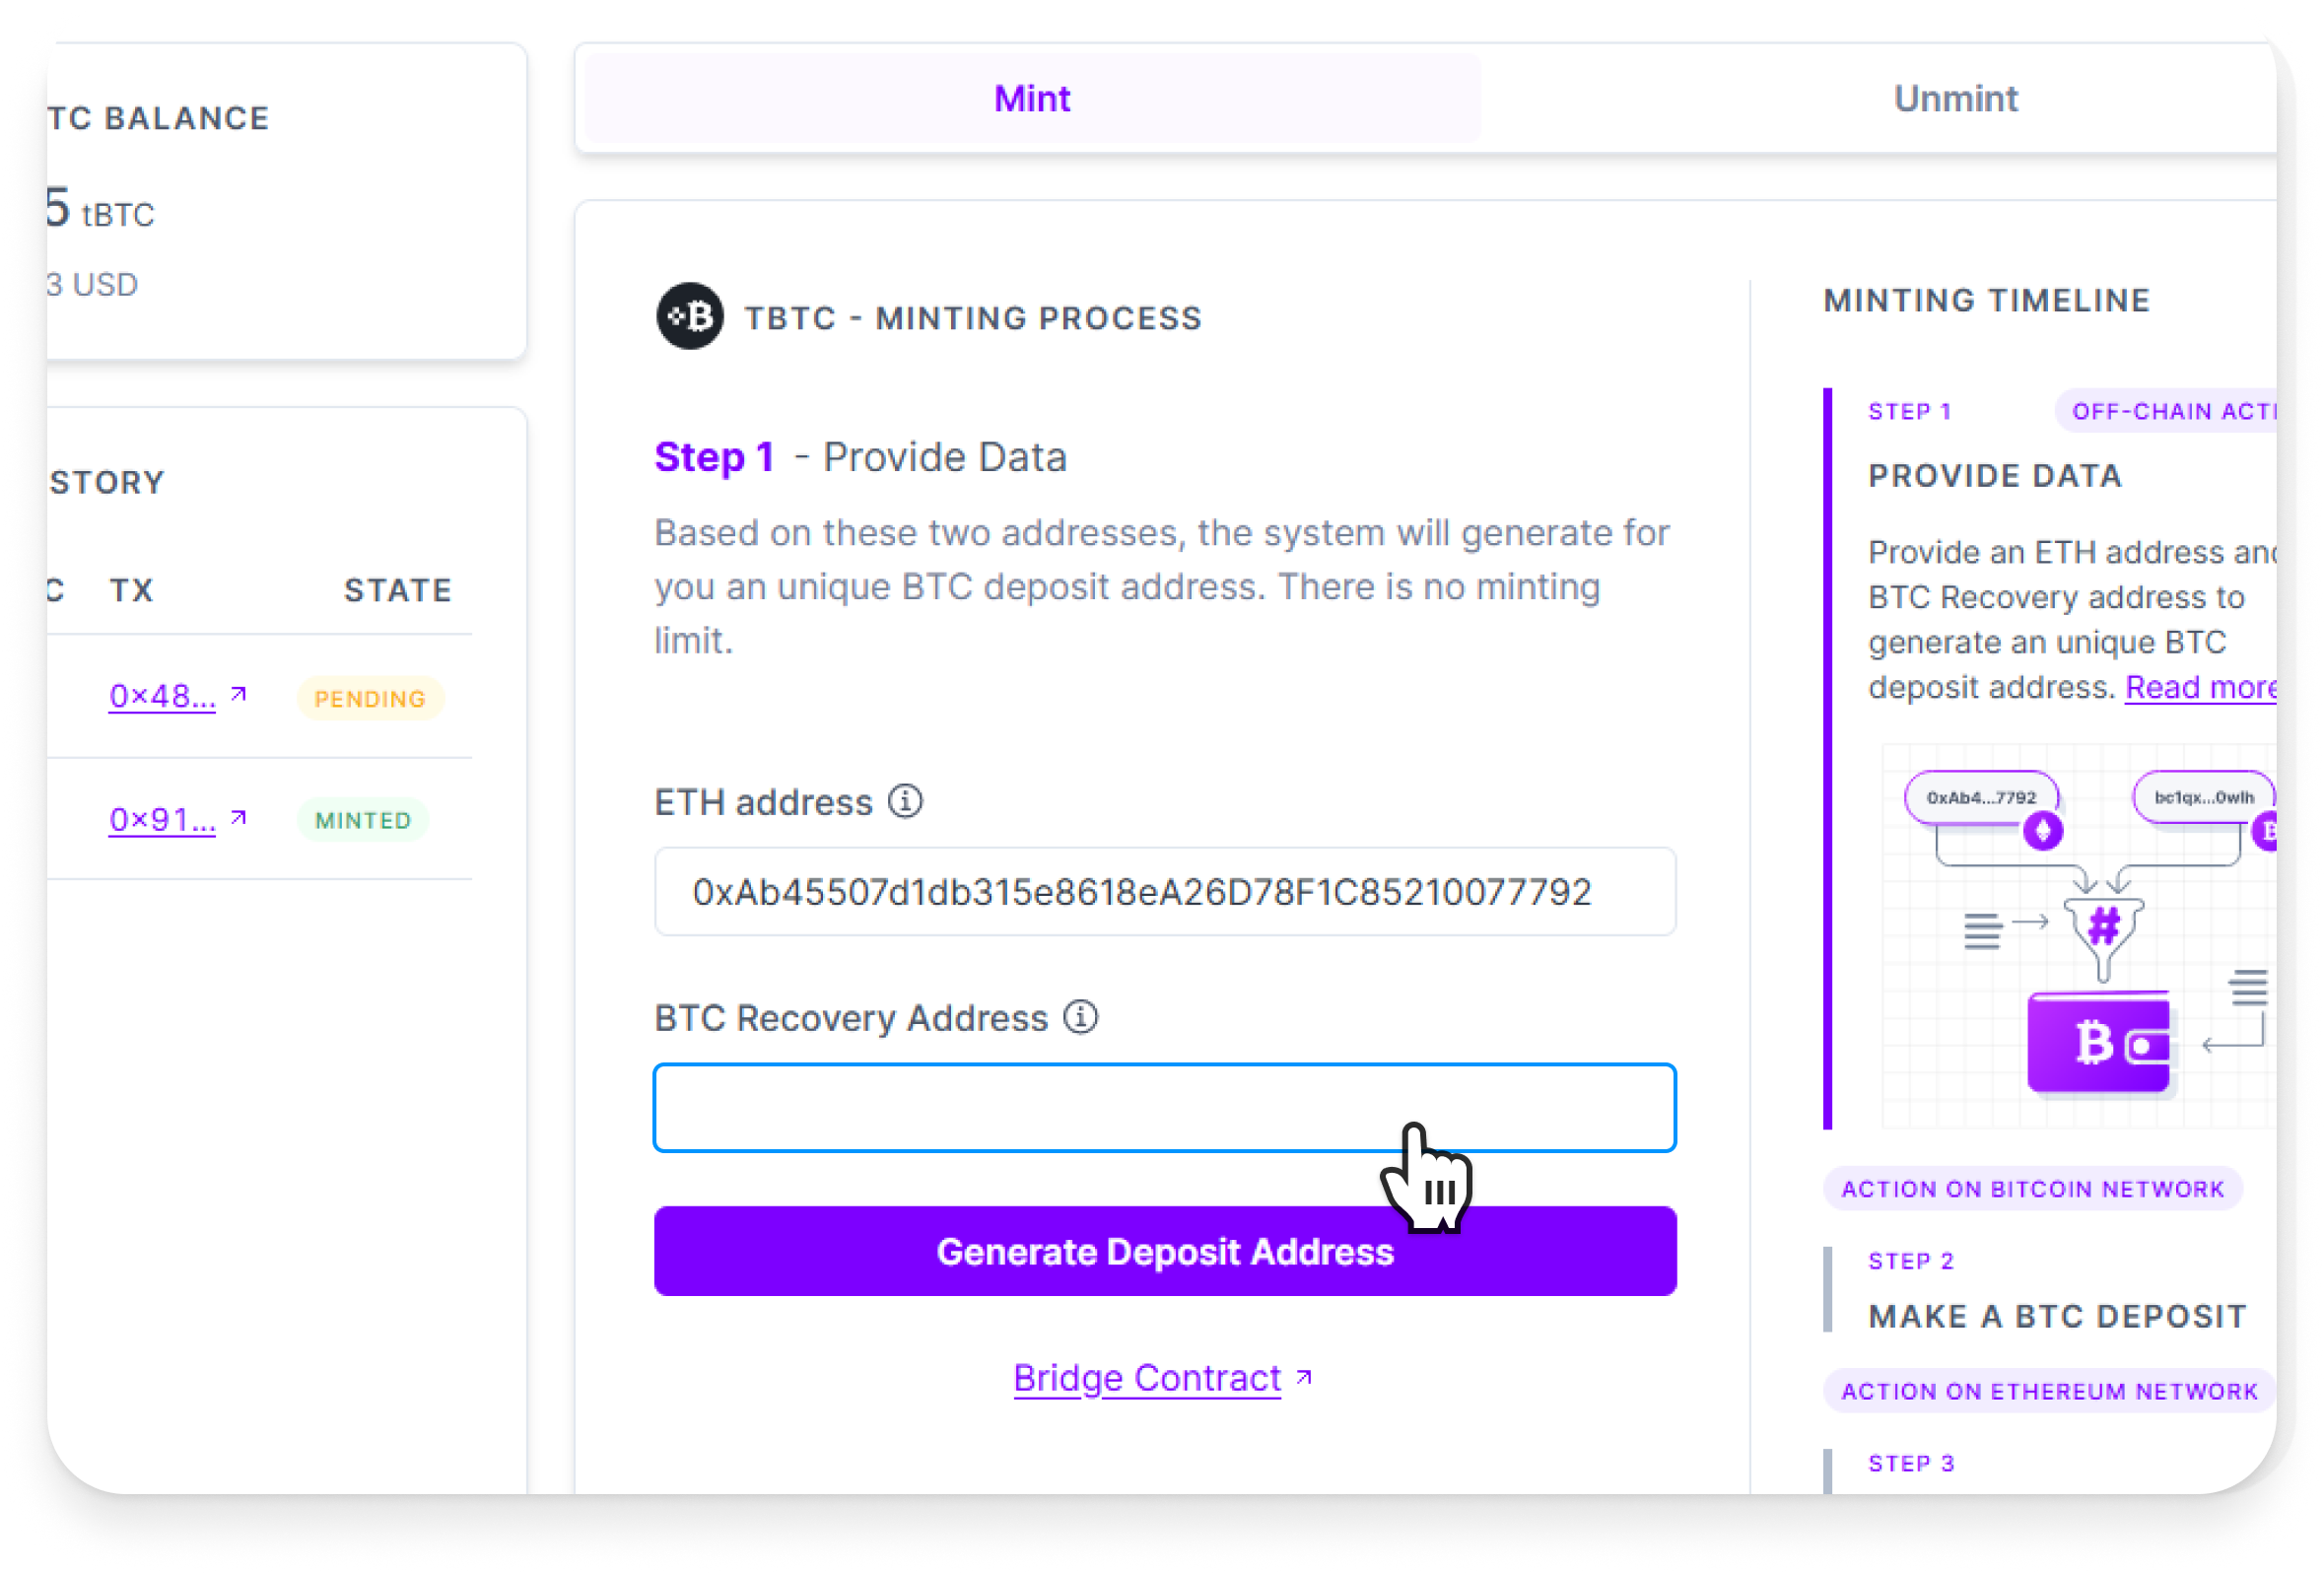 TC BALANCE
5 tBTC
3 USD
STORY
C TX STATE
0×48... PENDING
0×91... MINTED
Mint Unmint
TBTC - MINTING PROCESS
Step 1 - Provide Data
Based on these two addresses, the system will generate for
you an unique BTC deposit address. There is no minting
limit.
ETH address
0xAb45507d1db315e8618eA26D78F1C85210077792
BTC Recovery Address
Generate Deposit Address
Bridge Contract
MINTING TIMELINE
STEP 1 OFF-CHAIN ACTI
PROVIDE DATA
Provide an ETH address and
BTC Recovery address to
generate an unique BTC
deposit address. Read more
0xAb4...7792 bc1qx...0wlh
#
ACTION ON BITCOIN NETWORK
STEP 2
MAKE A BTC DEPOSIT
ACTION ON ETHEREUM NETWORK
STEP 3